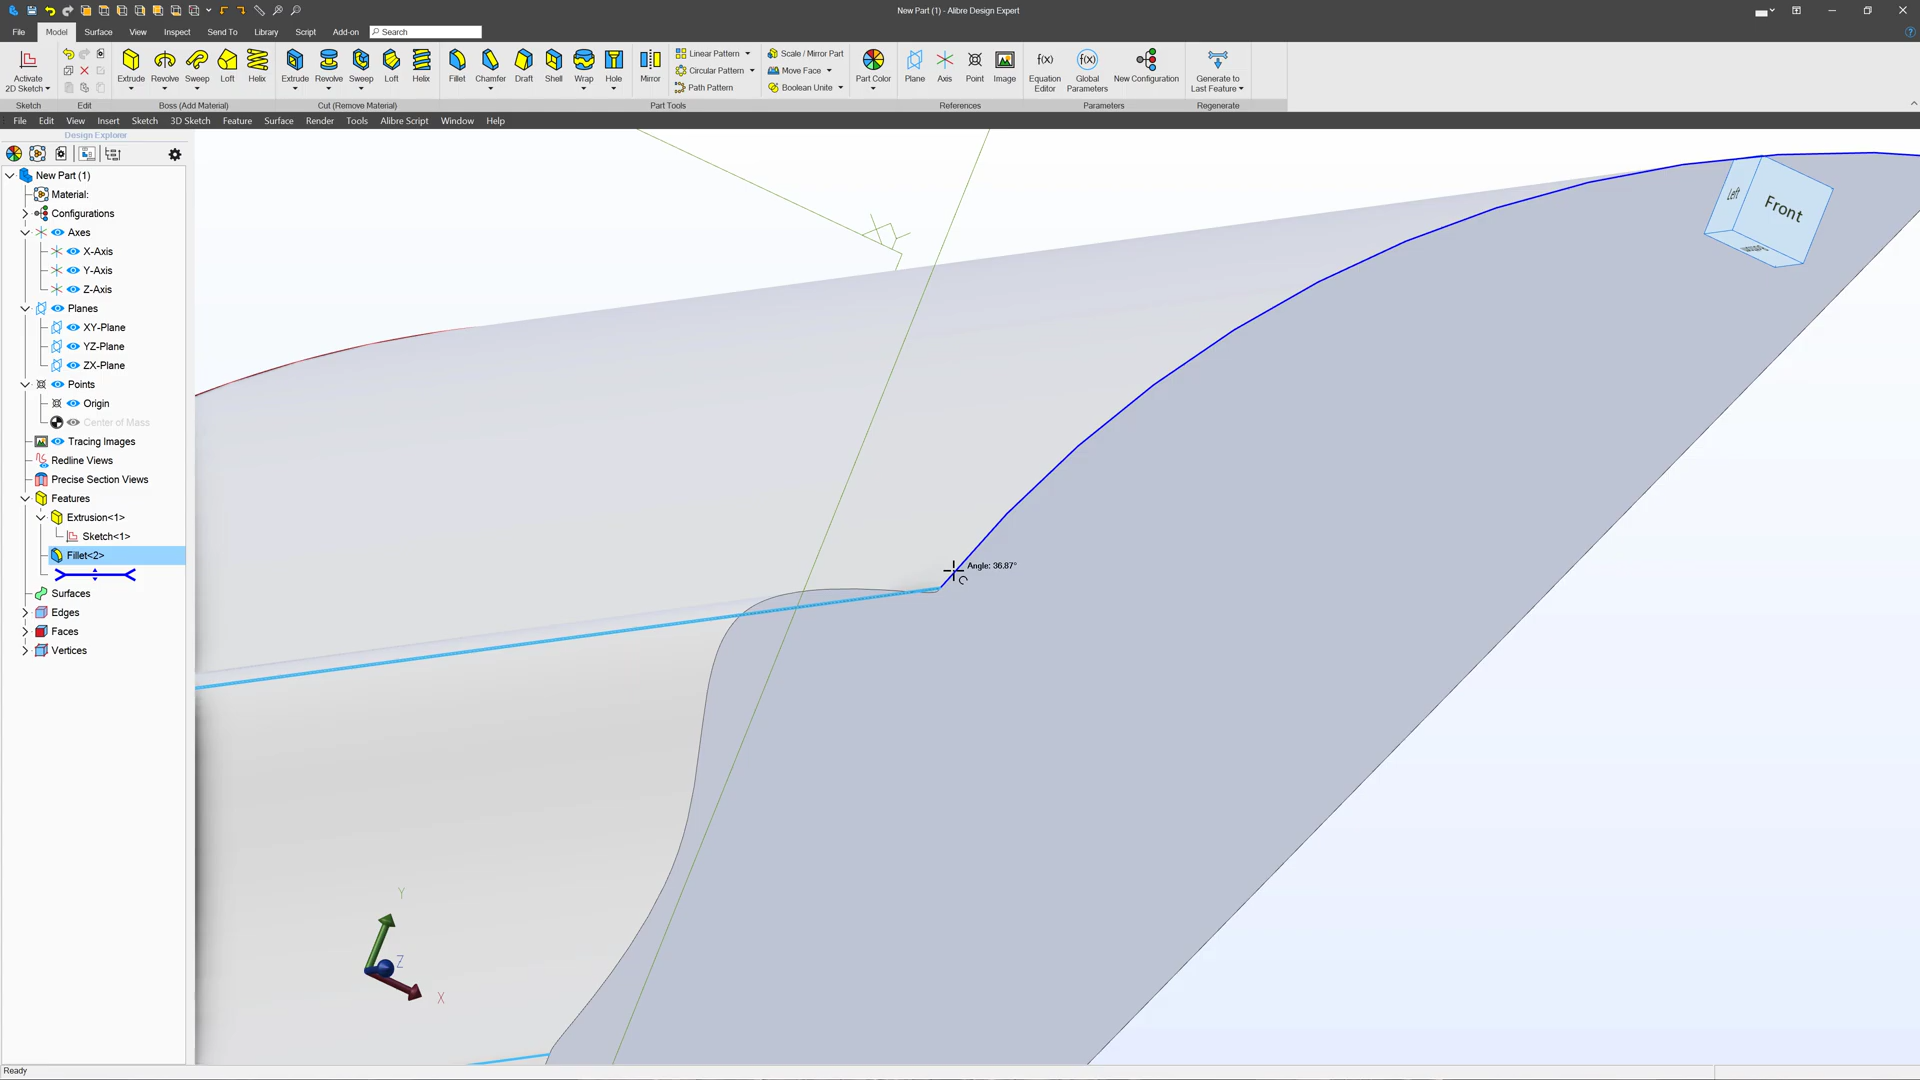 New Part (1) - Alibre Design Expert
File Model Surface View Inspect Send To Library Script Add-on Search
Activate 2D Sketch
Extrude Revolve Sweep Loft Helix
Extrude Revolve Sweep Loft Helix
Fillet Chamfer Draft Shell Wrap Hole Mirror
Linear Pattern
Circular Pattern
Path Pattern
Scale / Mirror Part
Move Face
Boolean Unite
Part Color
Plane Axis Point Image
Equation Editor
Global Parameters
New Configuration
Generate to Last Feature
Sketch Edit Boss (Add Material) Cut (Remove Material) Part Tools References Parameters Regenerate
File Edit View Insert Sketch 3D Sketch Feature Surface Render Tools Alibre Script Window Help
Design Explorer
New Part (1)
Material:
Configurations
Axes
X-Axis
Y-Axis
Z-Axis
Planes
XY-Plane
YZ-Plane
ZX-Plane
Points
Origin
Center of Mass
Tracing Images
Redline Views
Precise Section Views
Features
Extrusion<1>
Sketch<1>
Fillet<2>
Surfaces
Edges
Faces
Vertices
Left
Front
Angle: 36.87°
Y
Z
X
Ready